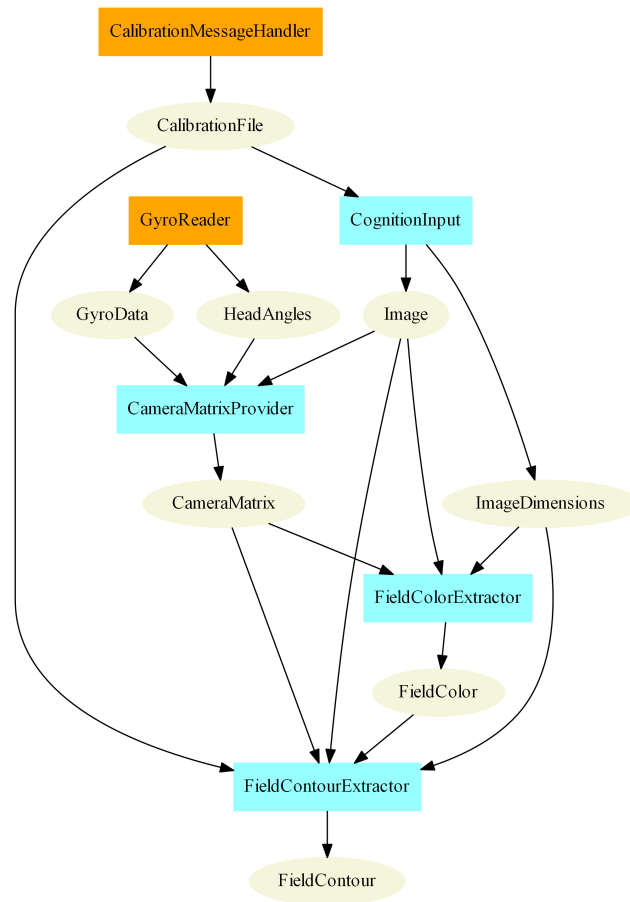 CalibrationMessageHandler
CalibrationFile
GyroReader
CognitionInput
GyroData
HeadAngles
Image
CameraMatrixProvider
CameraMatrix
ImageDimensions
FieldColorExtractor
FieldColor
FieldContourExtractor
FieldContour